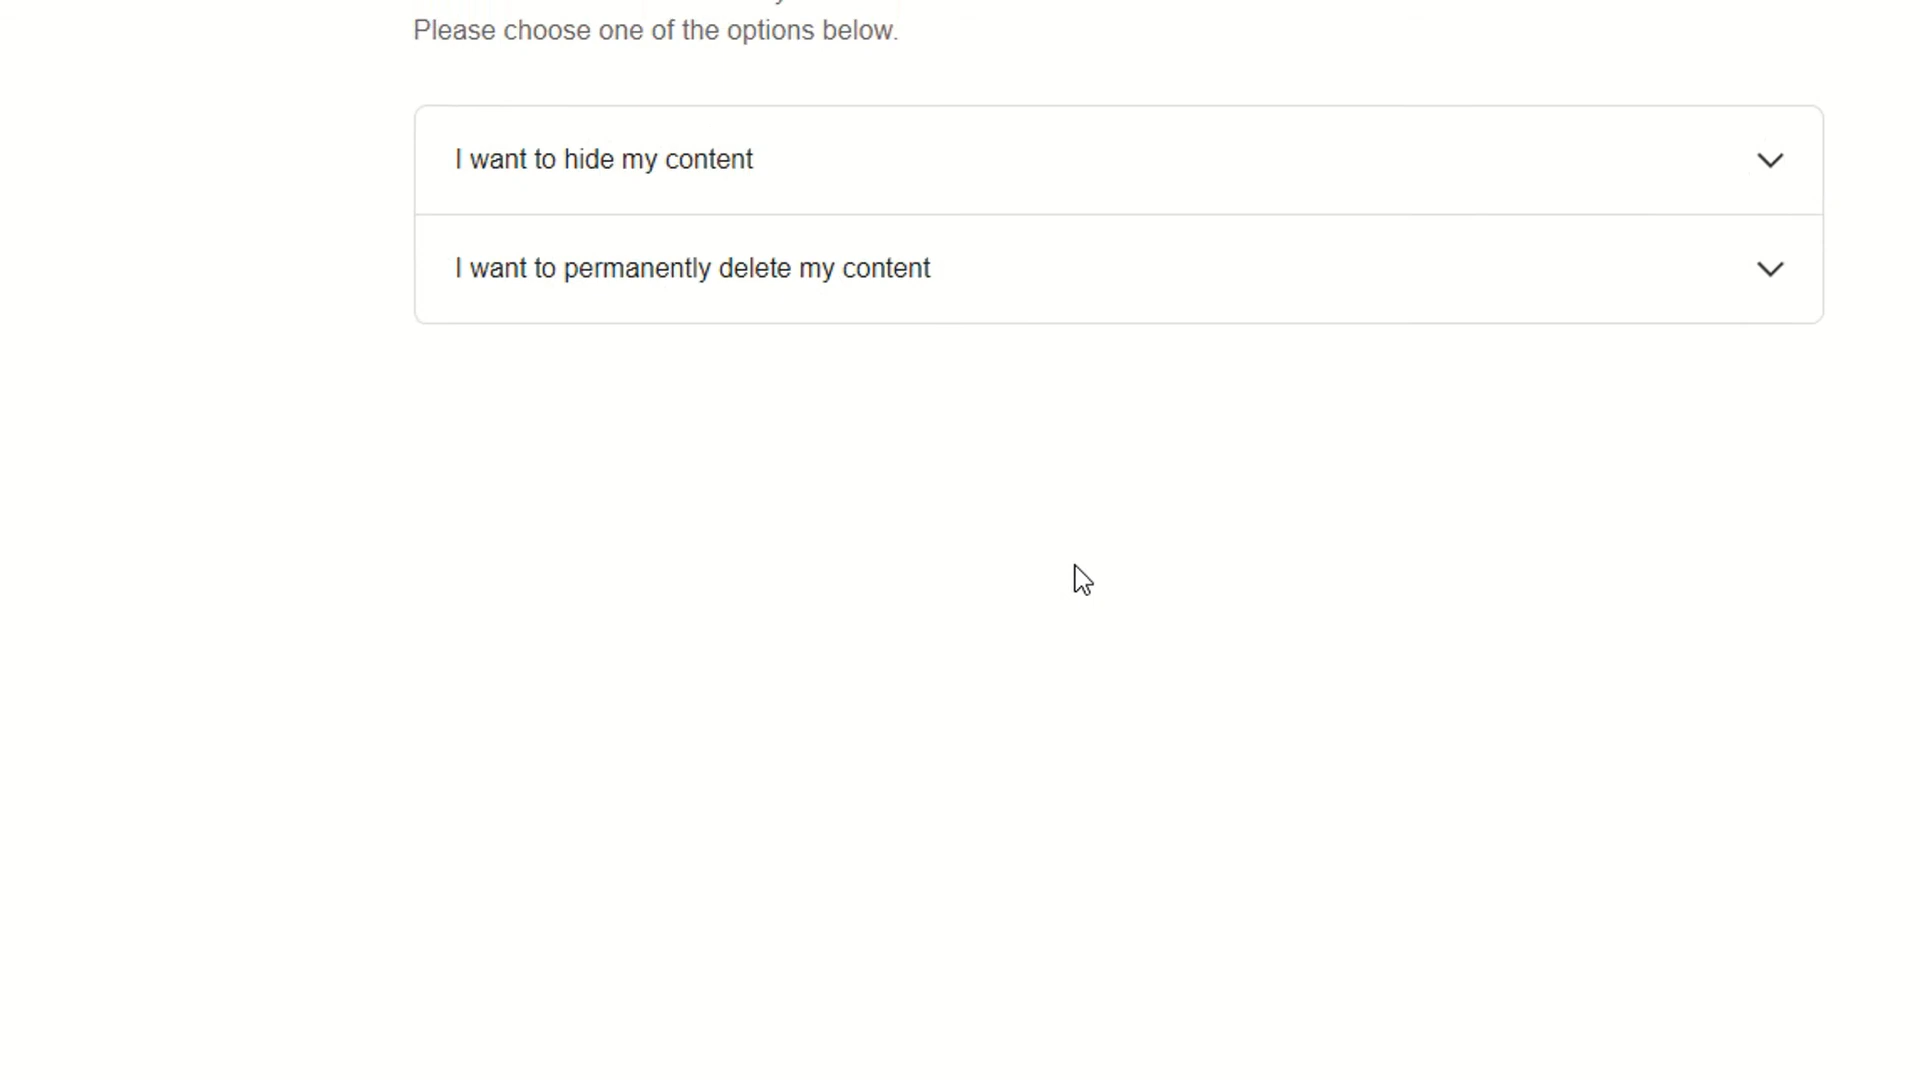 Please choose one of the options below.
I want to hide my content
I want to permanently delete my content